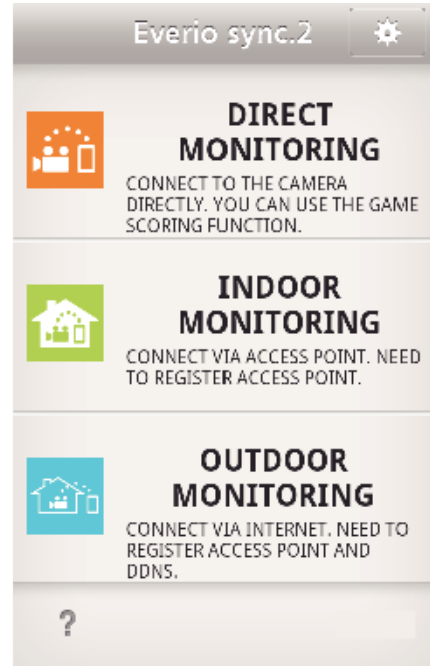 Everio sync.2
DIRECT
MONITORING
CONNECT TO THE CAMERA
DIRECTLY. YOU CAN USE THE GAME
SCORING FUNCTION.
INDOOR
MONITORING
CONNECT VIA ACCESS POINT. NEED
TO REGISTER ACCESS POINT.
OUTDOOR
MONITORING
CONNECT VIA INTERNET. NEED TO
REGISTER ACCESS POINT AND
DDNS.
?